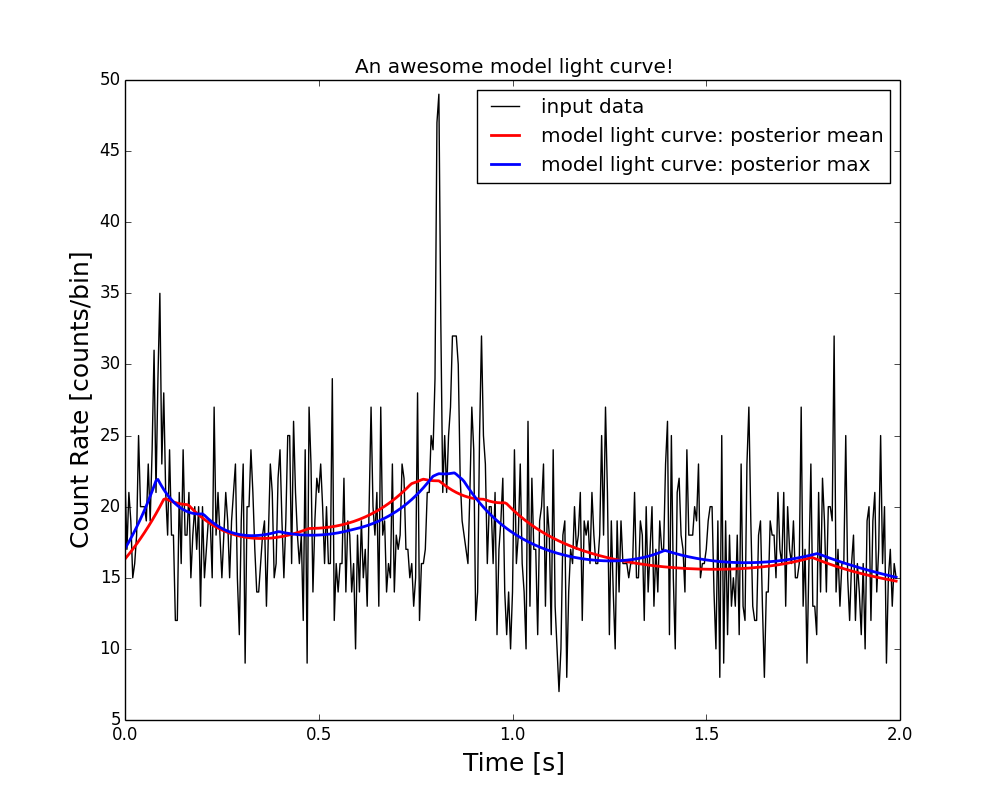 An awesome model light curve!
50
45
40
35
30
25
20
15
10
5
Count Rate [counts/bin]
input data
model light curve: posterior mean
model light curve: posterior max
0.0 0.5 1.0 1.5 2.0
Time [s]